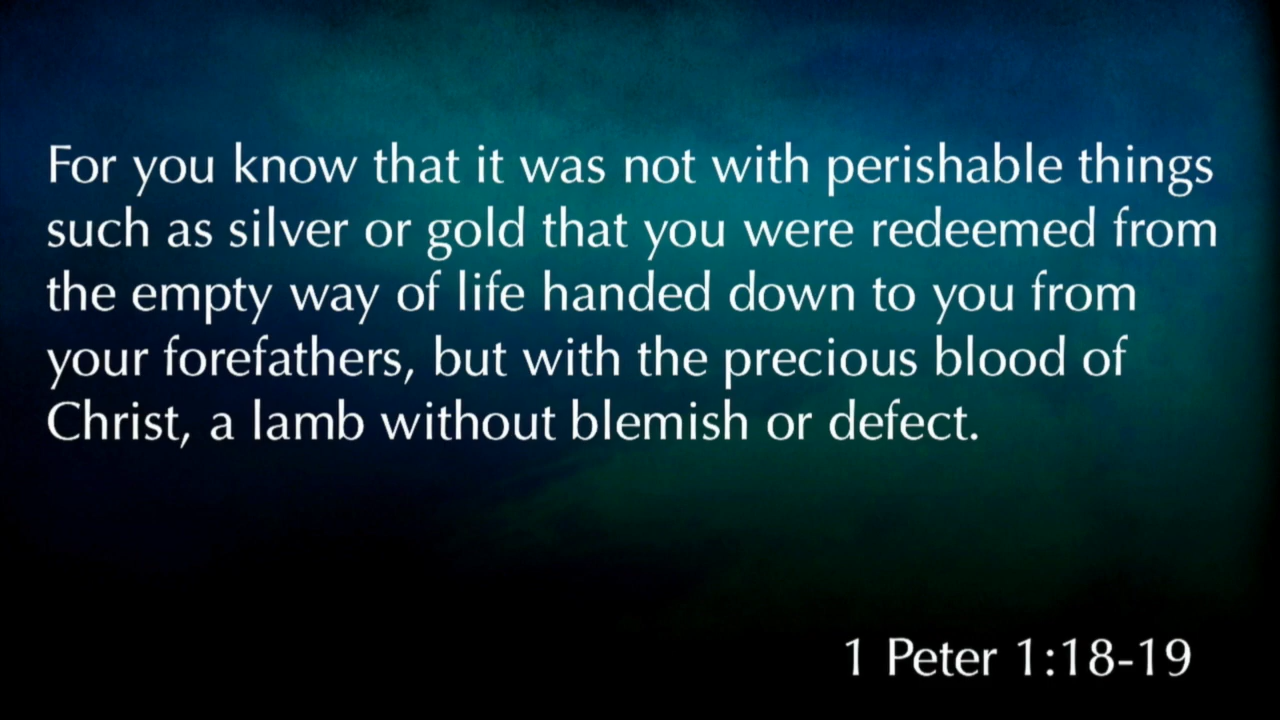 For you know that it was not with perishable things
such as silver or gold that you were redeemed from
the empty way of life handed down to you from
your forefathers, but with the precious blood of
Christ, a lamb without blemish or defect.
1 Peter 1:18-19